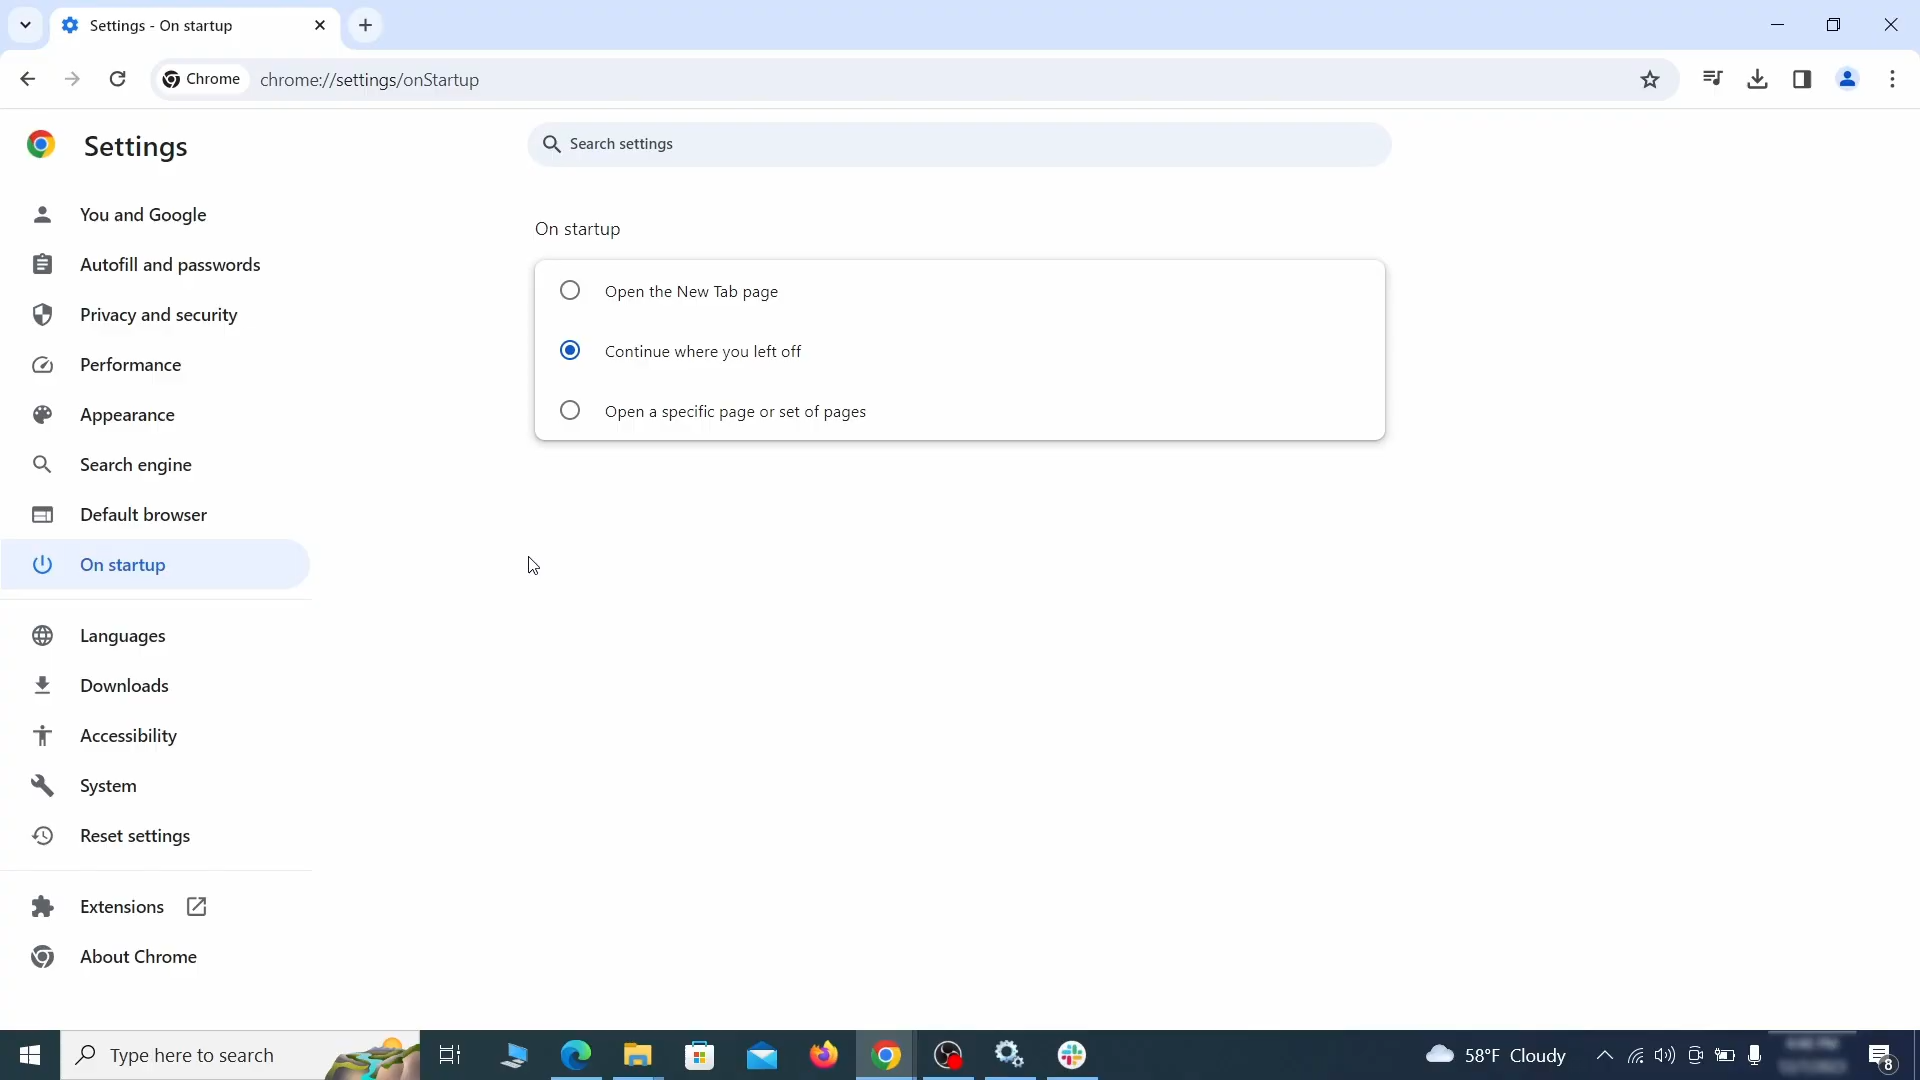 Settings - On startup
Chrome
chrome://settings/onStartup
Settings
Search settings
You and Google
Autofill and passwords
Privacy and security
Performance
Appearance
Search engine
Default browser
On startup
Languages
Downloads
Accessibility
System
Reset settings
Extensions
About Chrome
On startup
Open the New Tab page
Continue where you left off
Open a specific page or set of pages
Type here to search
58°F Cloudy
8